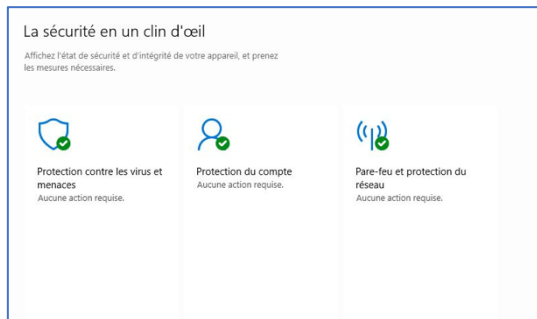 La sécurité en un clin d'œil
Affichez l'état de sécurité et d'intégrité de votre appareil, et prenez
les mesures nécessaires.
Protection contre les virus et
menaces
Aucune action requise.
Protection du compte
Aucune action requise.
Pare-feu et protection du
réseau
Aucune action requise.